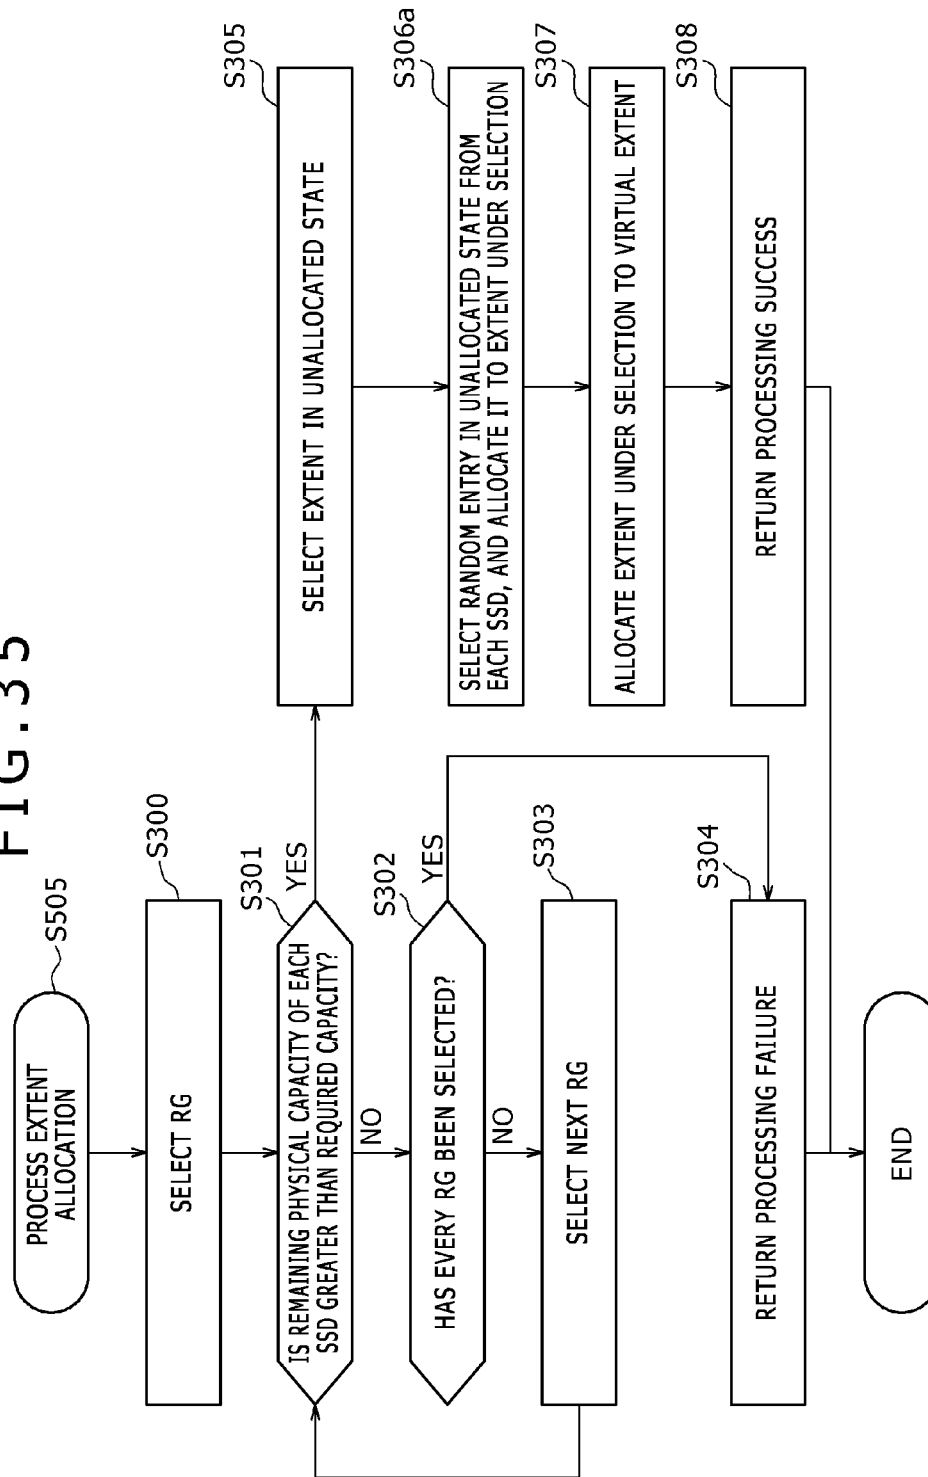 FIG.35
PROCESS EXTENT
ALLOCATION
S505
SELECT RG
S300
IS REMAINING PHYSICAL CAPACITY OF EACH
SSD GREATER THAN REQUIRED CAPACITY?
S301
YES
NO
HAS EVERY RG BEEN SELECTED?
S302
YES
NO
SELECT NEXT RG
S303
RETURN PROCESSING FAILURE
S304
END
SELECT EXTENT IN UNALLOCATED STATE
S305
SELECT RANDOM ENTRY IN UNALLOCATED STATE FROM
EACH SSD, AND ALLOCATE IT TO EXTENT UNDER SELECTION
S306a
ALLOCATE EXTENT UNDER SELECTION TO VIRTUAL EXTENT
S307
RETURN PROCESSING SUCCESS
S308